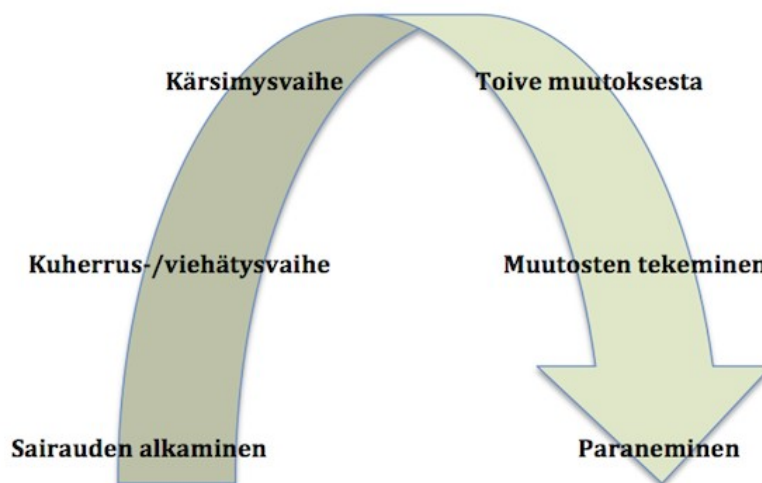 Kärsimysvaihe
Toive muutoksesta
Kuherrus-/viehätysvaihe
Muutosten tekeminen
Sairauden alkaminen
Paraneminen